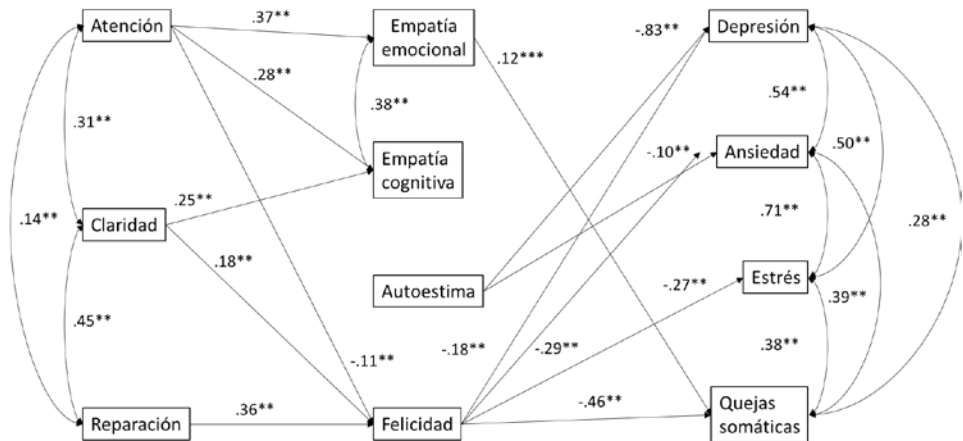 Atención
.37**
Empatía
emocional
-.83**
Depresión
.12***
.28**
.54**
.38**
.31**
Empatía
cognitiva
-.10**
Ansiedad
.50**
.25**
.14**
Claridad
.71**
.28**
.18**
Autoestima
-.27**
Estrés
.39**
.45**
-.11**
-.18**
-.29**
.38**
Reparación
.36**
Felicidad
-.46**
Quejas
somáticas